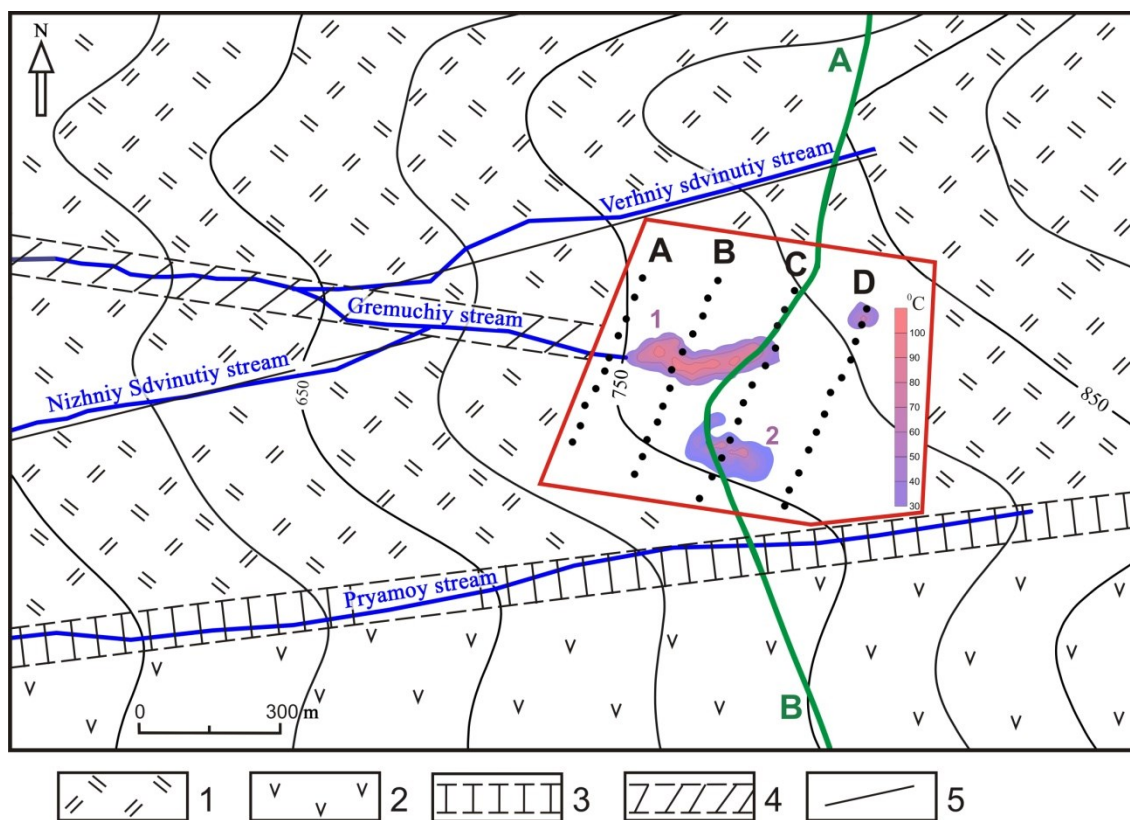 N
A
Verhniy sdvinutiy stream
A
B
C
D
°C
100
90
80
70
60
50
40
30
1
Gremuchiy stream
Nizhniy Sdvinutiy stream
650
750
850
2
Pryamoy stream
B
0
300 m
1
2
3
4
5